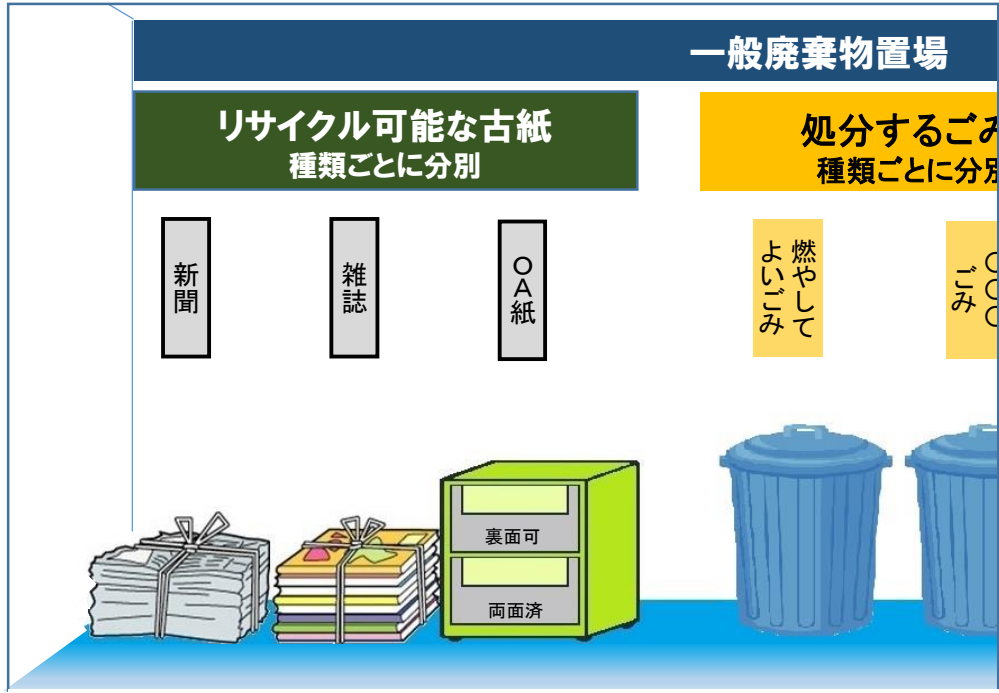 一般廃棄物置場
リサイクル可能な古紙
種類ごとに分別
処分するごみ
種類ごとに分別
新聞
雑誌
OA紙
燃やして
よいごみ
〇〇〇
ごみ
裏面可
両面済